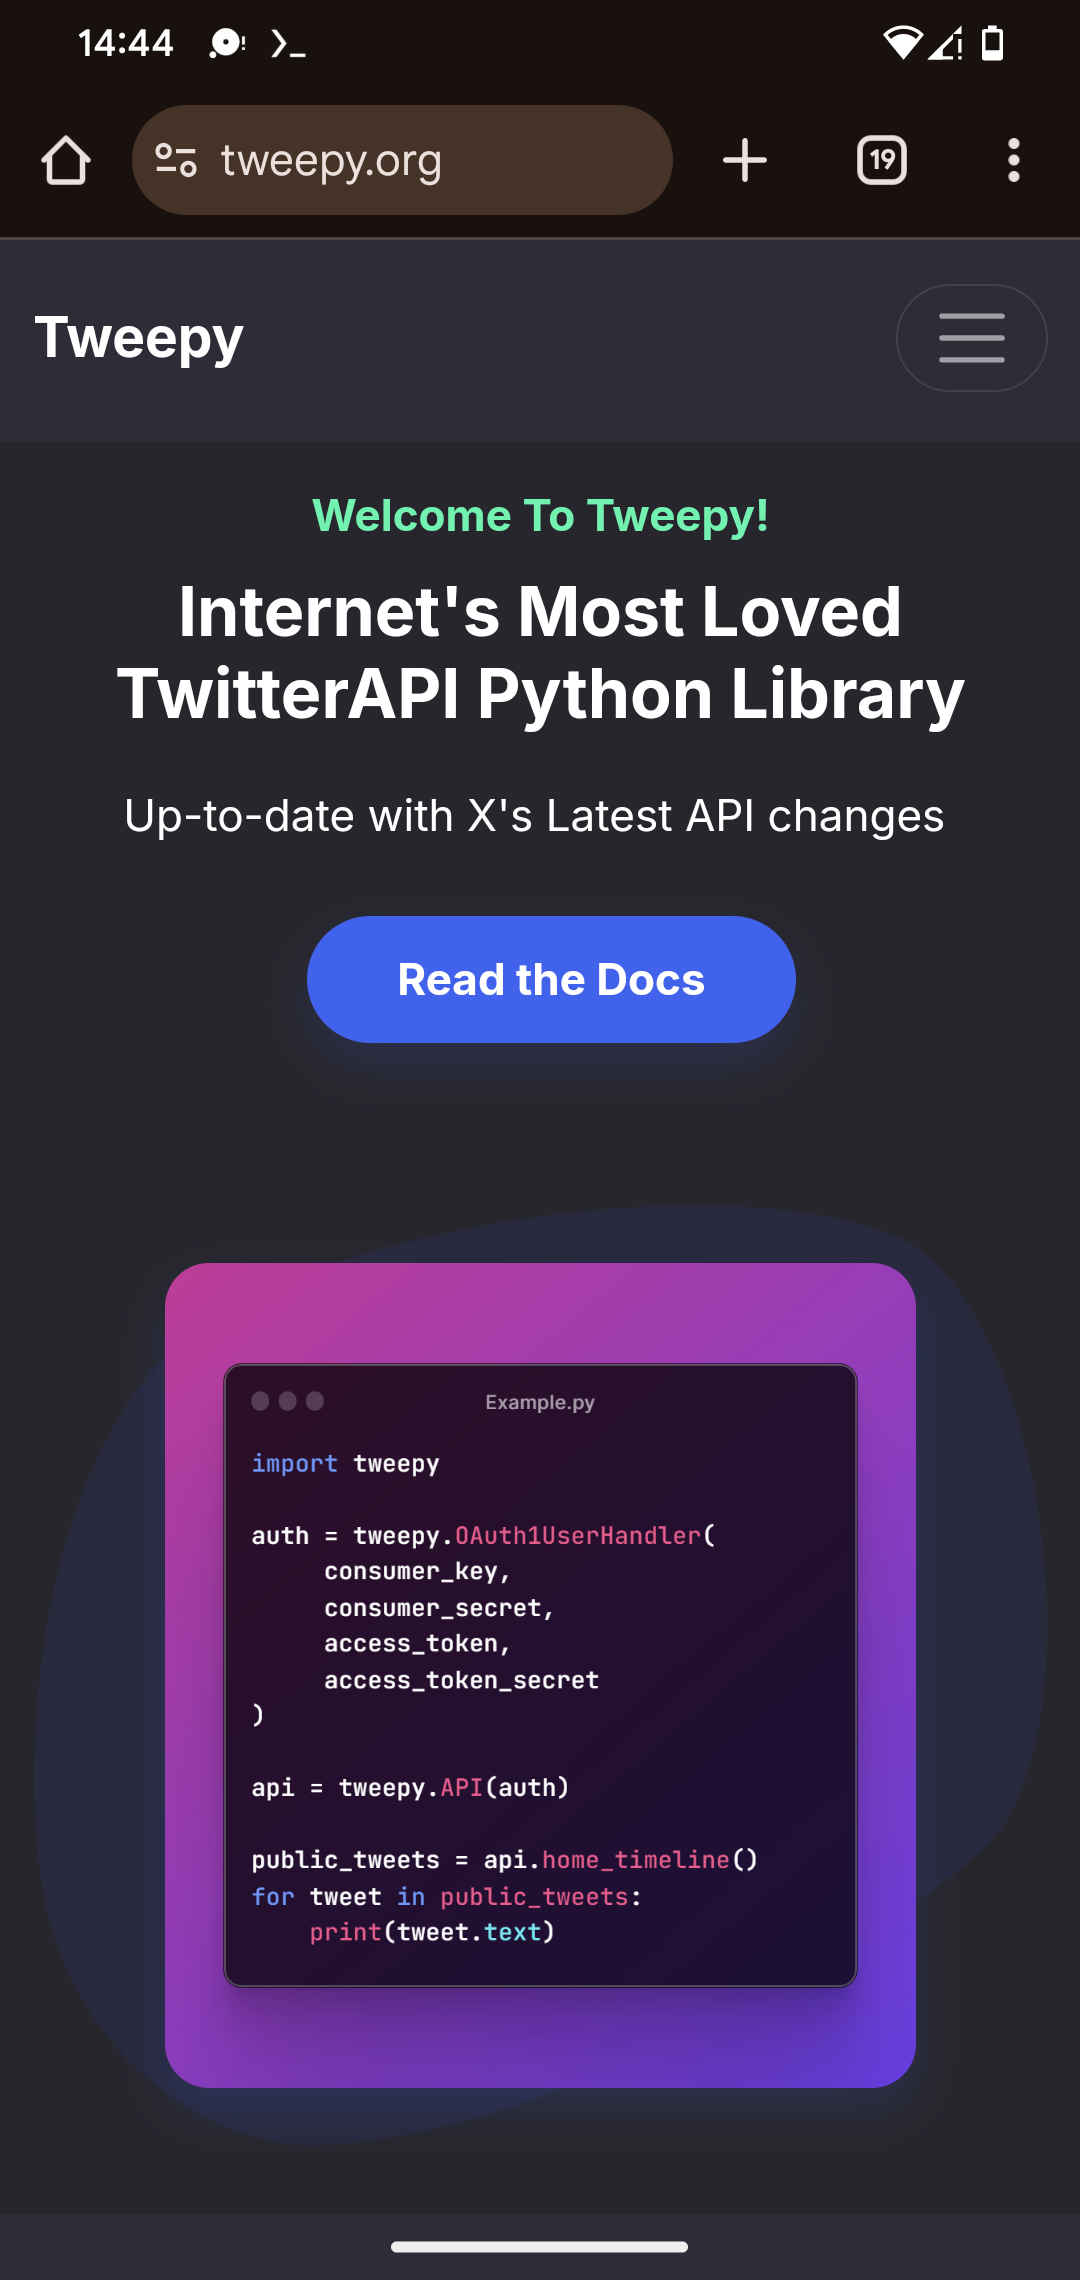 14:44
tweepy.org
19
Tweepy
Welcome To Tweepy!
Internet's Most Loved
TwitterAPI Python Library
Up-to-date with X's Latest API changes
Read the Docs
Example.py
import tweepy
auth = tweepy.OAuth1UserHandler(
consumer_key,
consumer_secret,
access_token,
access_token_secret
)
api = tweepy.API(auth)
public_tweets = api.home_timeline()
for tweet in public_tweets:
print(tweet.text)